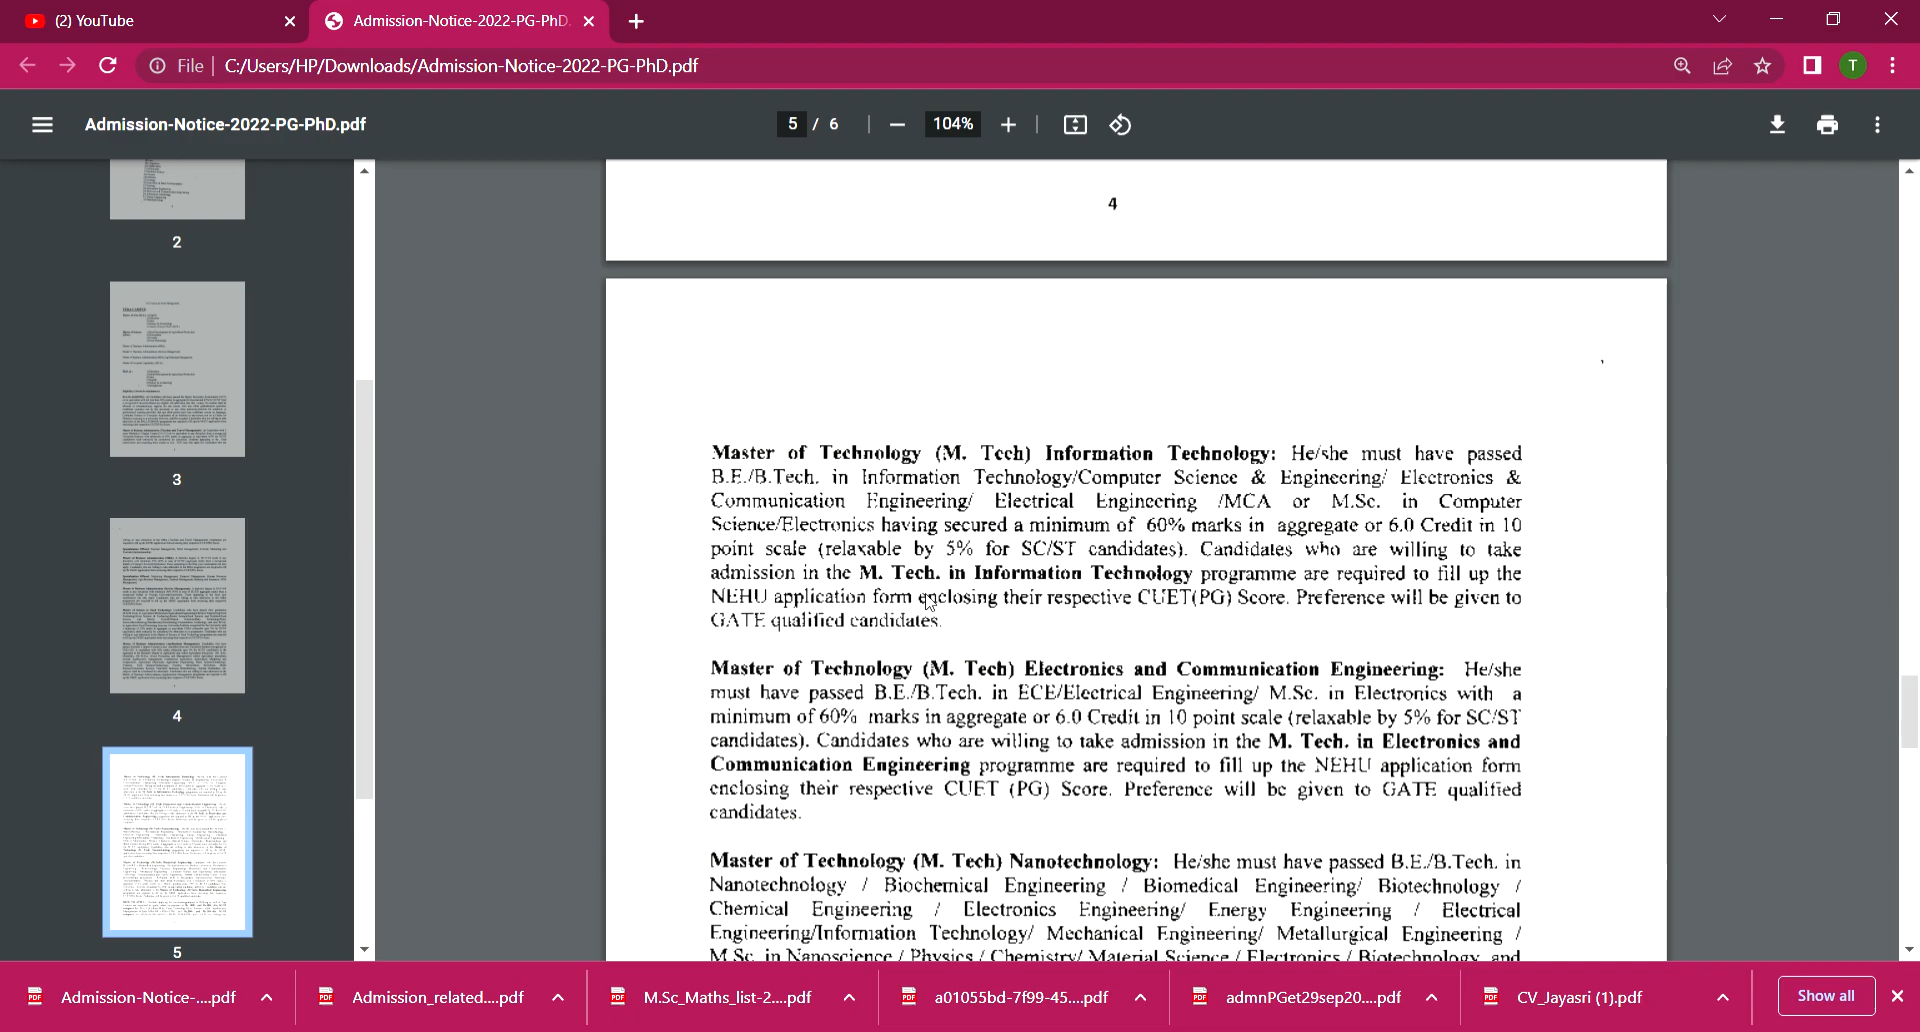 (2) YouTube
Admission-Notice-2022-PG-PhD.
File
C:/Users/HP/Downloads/Admission-Notice-2022-PG-PhD.pdf
T
Admission-Notice-2022-PG-PhD.pdf
5 / 6
104%
2
3
4
5
4
Master of Technology (M. Tech) Information Technology: He/she must have passed
B.E./B.Tech. in Information Technology/Computer Science & Engineering/ Electronics &
Communication Engineering/ Electrical Engineering /MCA or M.Sc. in Computer
Science/Electronics having secured a minimum of 60% marks in aggregate or 6.0 Credit in 10
point scale (relaxable by 5% for SC/ST candidates). Candidates who are willing to take
admission in the M. Tech. in Information Technology programme are required to fill up the
NEHU application form enclosing their respective CUET(PG) Score. Preference will be given to
GATE qualified candidates.
Master of Technology (M. Tech) Electronics and Communication Engineering: He/she
must have passed B.E./B.Tech. in ECE/Electrical Engineering/ M.Sc. in Electronics with a
minimum of 60% marks in aggregate or 6.0 Credit in 10 point scale (relaxable by 5% for SC/ST
candidates). Candidates who are willing to take admission in the M. Tech. in Electronics and
Communication Engineering programme are required to fill up the NEHU application form
enclosing their respective CUET (PG) Score. Preference will be given to GATE qualified
candidates.
Master of Technology (M. Tech) Nanotechnology: He/she must have passed B.E./B.Tech. in
Nanotechnology / Biochemical Engineering / Biomedical Engineering/ Biotechnology /
Chemical Engineering / Electronics Engineering/ Energy Engineering / Electrical
Engineering/Information Technology/ Mechanical Engineering/ Metallurgical Engineering /
M.Sc. in Nanoscience / Physics / Chemistry/ Material Science / Electronics / Biotechnology and
Admission-Notice-....pdf
Admission_related....pdf
M.Sc_Maths_list-2....pdf
a01055bd-7f99-45....pdf
admnPGet29sep20....pdf
CV_Jayasri (1).pdf
Show all